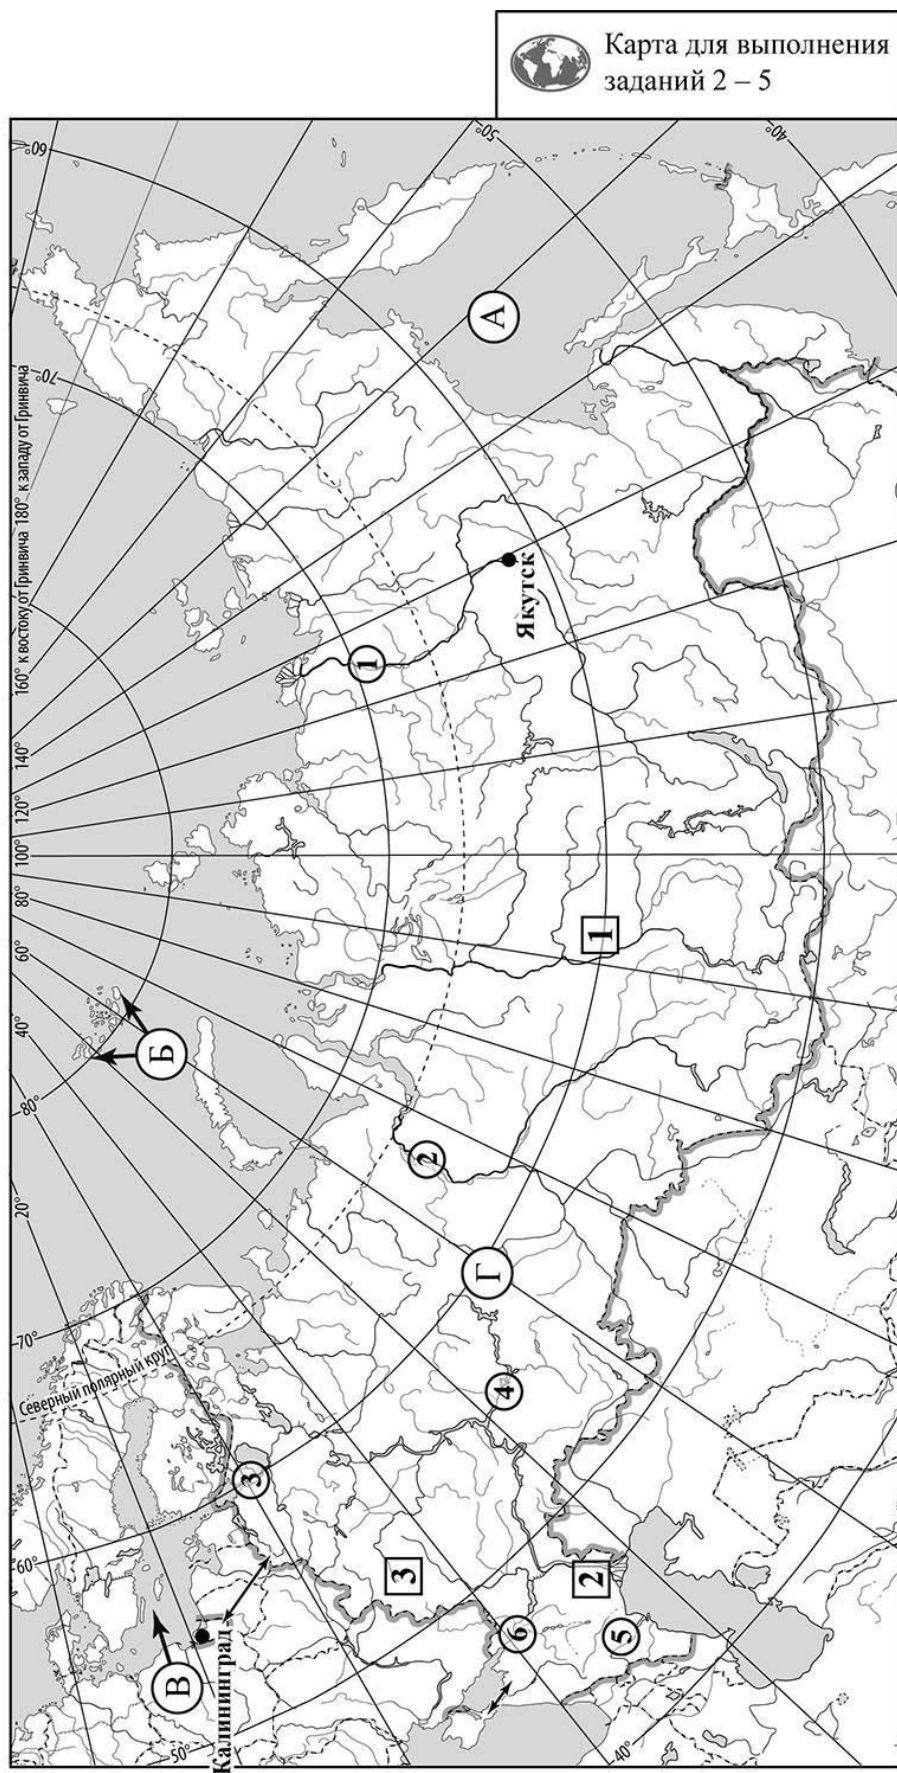 Карта для выполнения
заданий 2 – 5
160° к востоку от Гринвича 180° к западу от Гринвича
140°
120°
100°
80°
60°
40°
20°
80°
70°
60°
50°
40°
70°
60°
50°
40°
Северный полярный круг
А
Б
В
Г
1
2
3
4
5
6
1
2
3
Якутск
Калининград